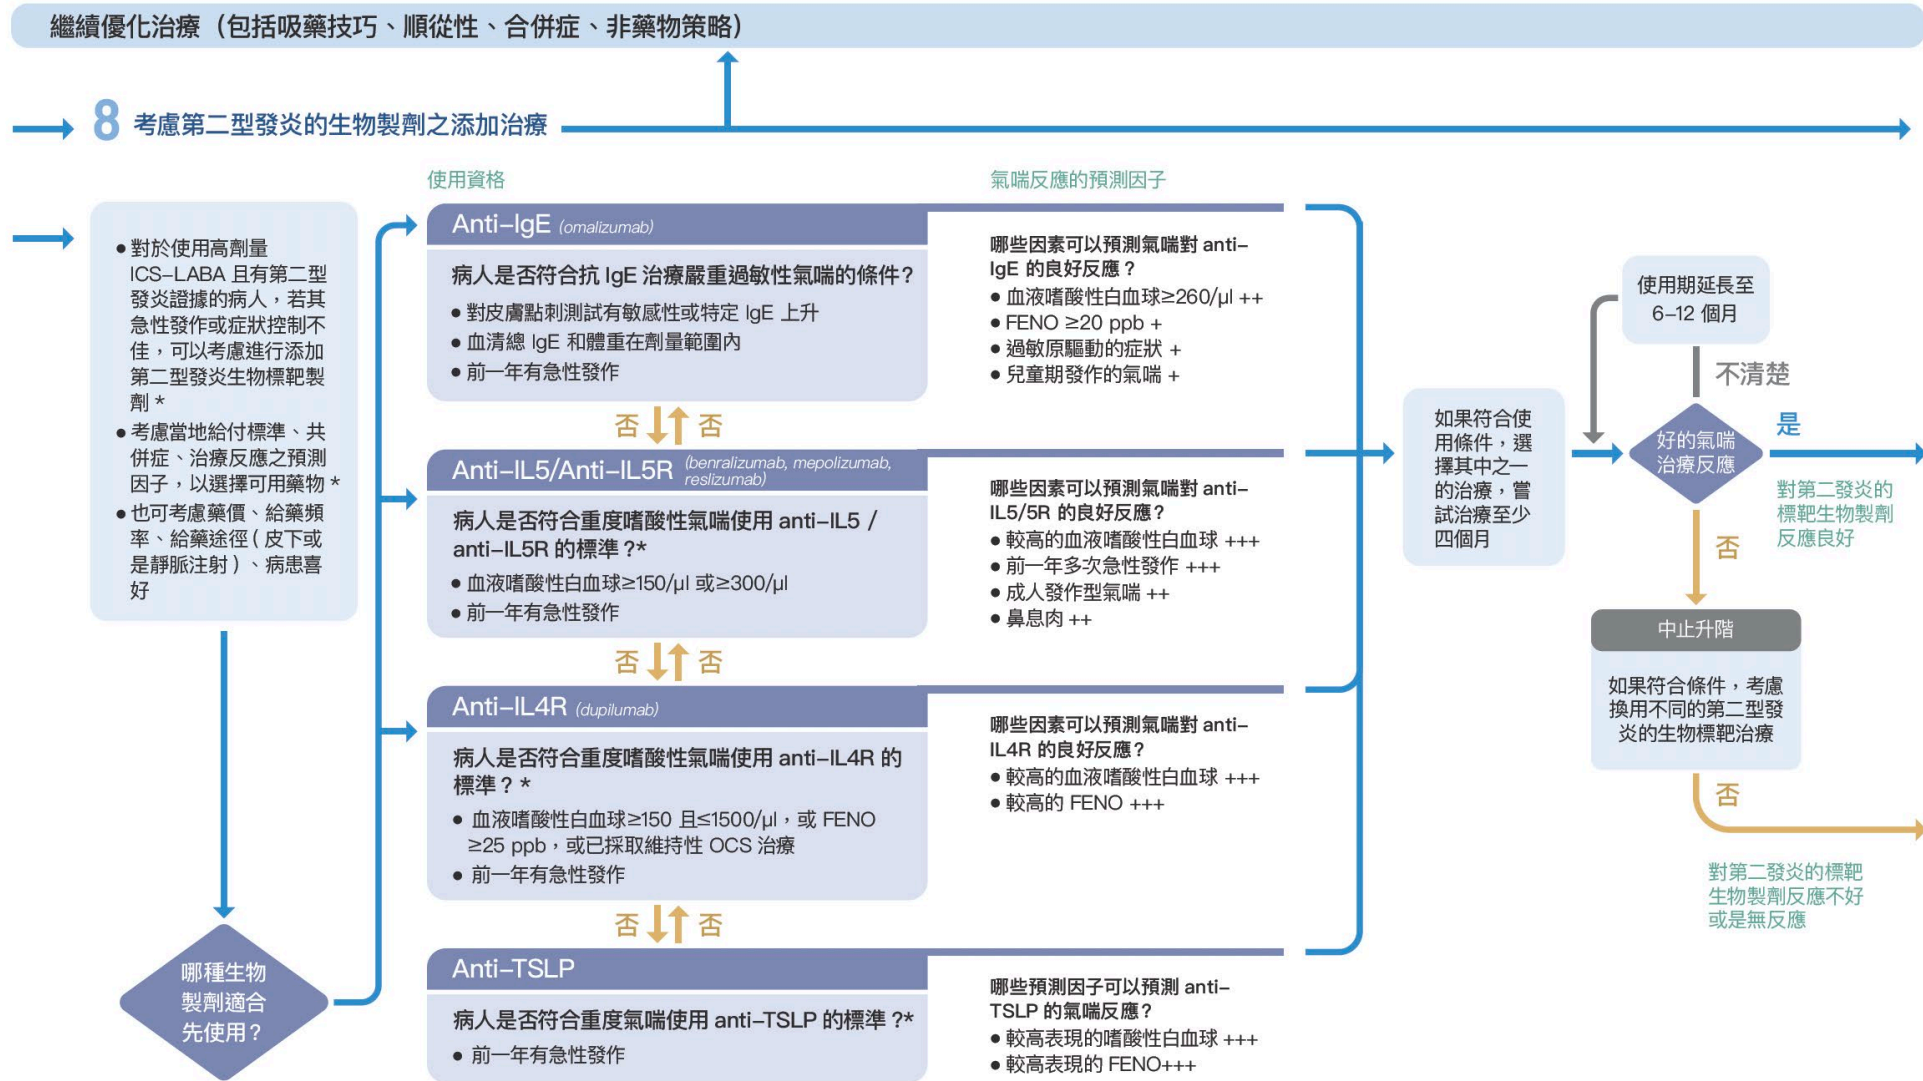 繼續優化治療（包括吸藥技巧、順從性、合併症、非藥物策略）
8 考慮第二型發炎的生物製劑之添加治療
● 對於使用高劑量
ICS-LABA 且有第二型
發炎證據的病人，若其
急性發作或症狀控制不
佳，可以考慮進行添加
第二型發炎生物標靶製
劑 *
● 考慮當地給付標準、共
併症、治療反應之預測
因子，以選擇可用藥物 *
● 也可考慮藥價、給藥頻
率、給藥途徑（皮下或
是靜脈注射）、病患喜
好
哪種生物
製劑適合
先使用？
使用資格
氣喘反應的預測因子
Anti-IgE (omalizumab)
病人是否符合抗 IgE 治療嚴重過敏性氣喘的條件？
● 對皮膚點刺測試有敏感性或特定 IgE 上升
● 血清總 IgE 和體重在劑量範圍內
● 前一年有急性發作
哪些因素可以預測氣喘對 anti-
IgE 的良好反應？
● 血液嗜酸性白血球≥260/μl ++
● FENO ≥20 ppb +
● 過敏原驅動的症狀 +
● 兒童期發作的氣喘 +
否 否
Anti-IL5/Anti-IL5R (benralizumab, mepolizumab,
reslizumab)
病人是否符合重度嗜酸性氣喘使用 anti-IL5 /
anti-IL5R 的標準？*
● 血液嗜酸性白血球≥150/μl 或≥300/μl
● 前一年有急性發作
哪些因素可以預測氣喘對 anti-
IL5/5R 的良好反應？
● 較高的血液嗜酸性白血球 +++
● 前一年多次急性發作 +++
● 成人發作型氣喘 ++
● 鼻息肉 ++
否 否
Anti-IL4R (dupilumab)
病人是否符合重度嗜酸性氣喘使用 anti-IL4R 的
標準？*
● 血液嗜酸性白血球≥150 且≤1500/μl，或 FENO
≥25 ppb，或已採取維持性 OCS 治療
● 前一年有急性發作
哪些因素可以預測氣喘對 anti-
IL4R 的良好反應？
● 較高的血液嗜酸性白血球 +++
● 較高的 FENO +++
否 否
Anti-TSLP
病人是否符合重度氣喘使用 anti-TSLP 的標準？*
● 前一年有急性發作
哪些預測因子可以預測 anti-
TSLP 的氣喘反應？
● 較高表現的嗜酸性白血球 +++
● 較高表現的 FENO+++
如果符合使
用條件，選
擇其中之一
的治療，嘗
試治療至少
四個月
使用期延長至
6-12 個月
不清楚
好的氣喘
治療反應
是
對第二發炎的
標靶生物製劑
反應良好
否
中止升階
如果符合條件，考慮
換用不同的第二型發
炎的生物標靶治療
否
對第二發炎的標靶
生物製劑反應不好
或是無反應